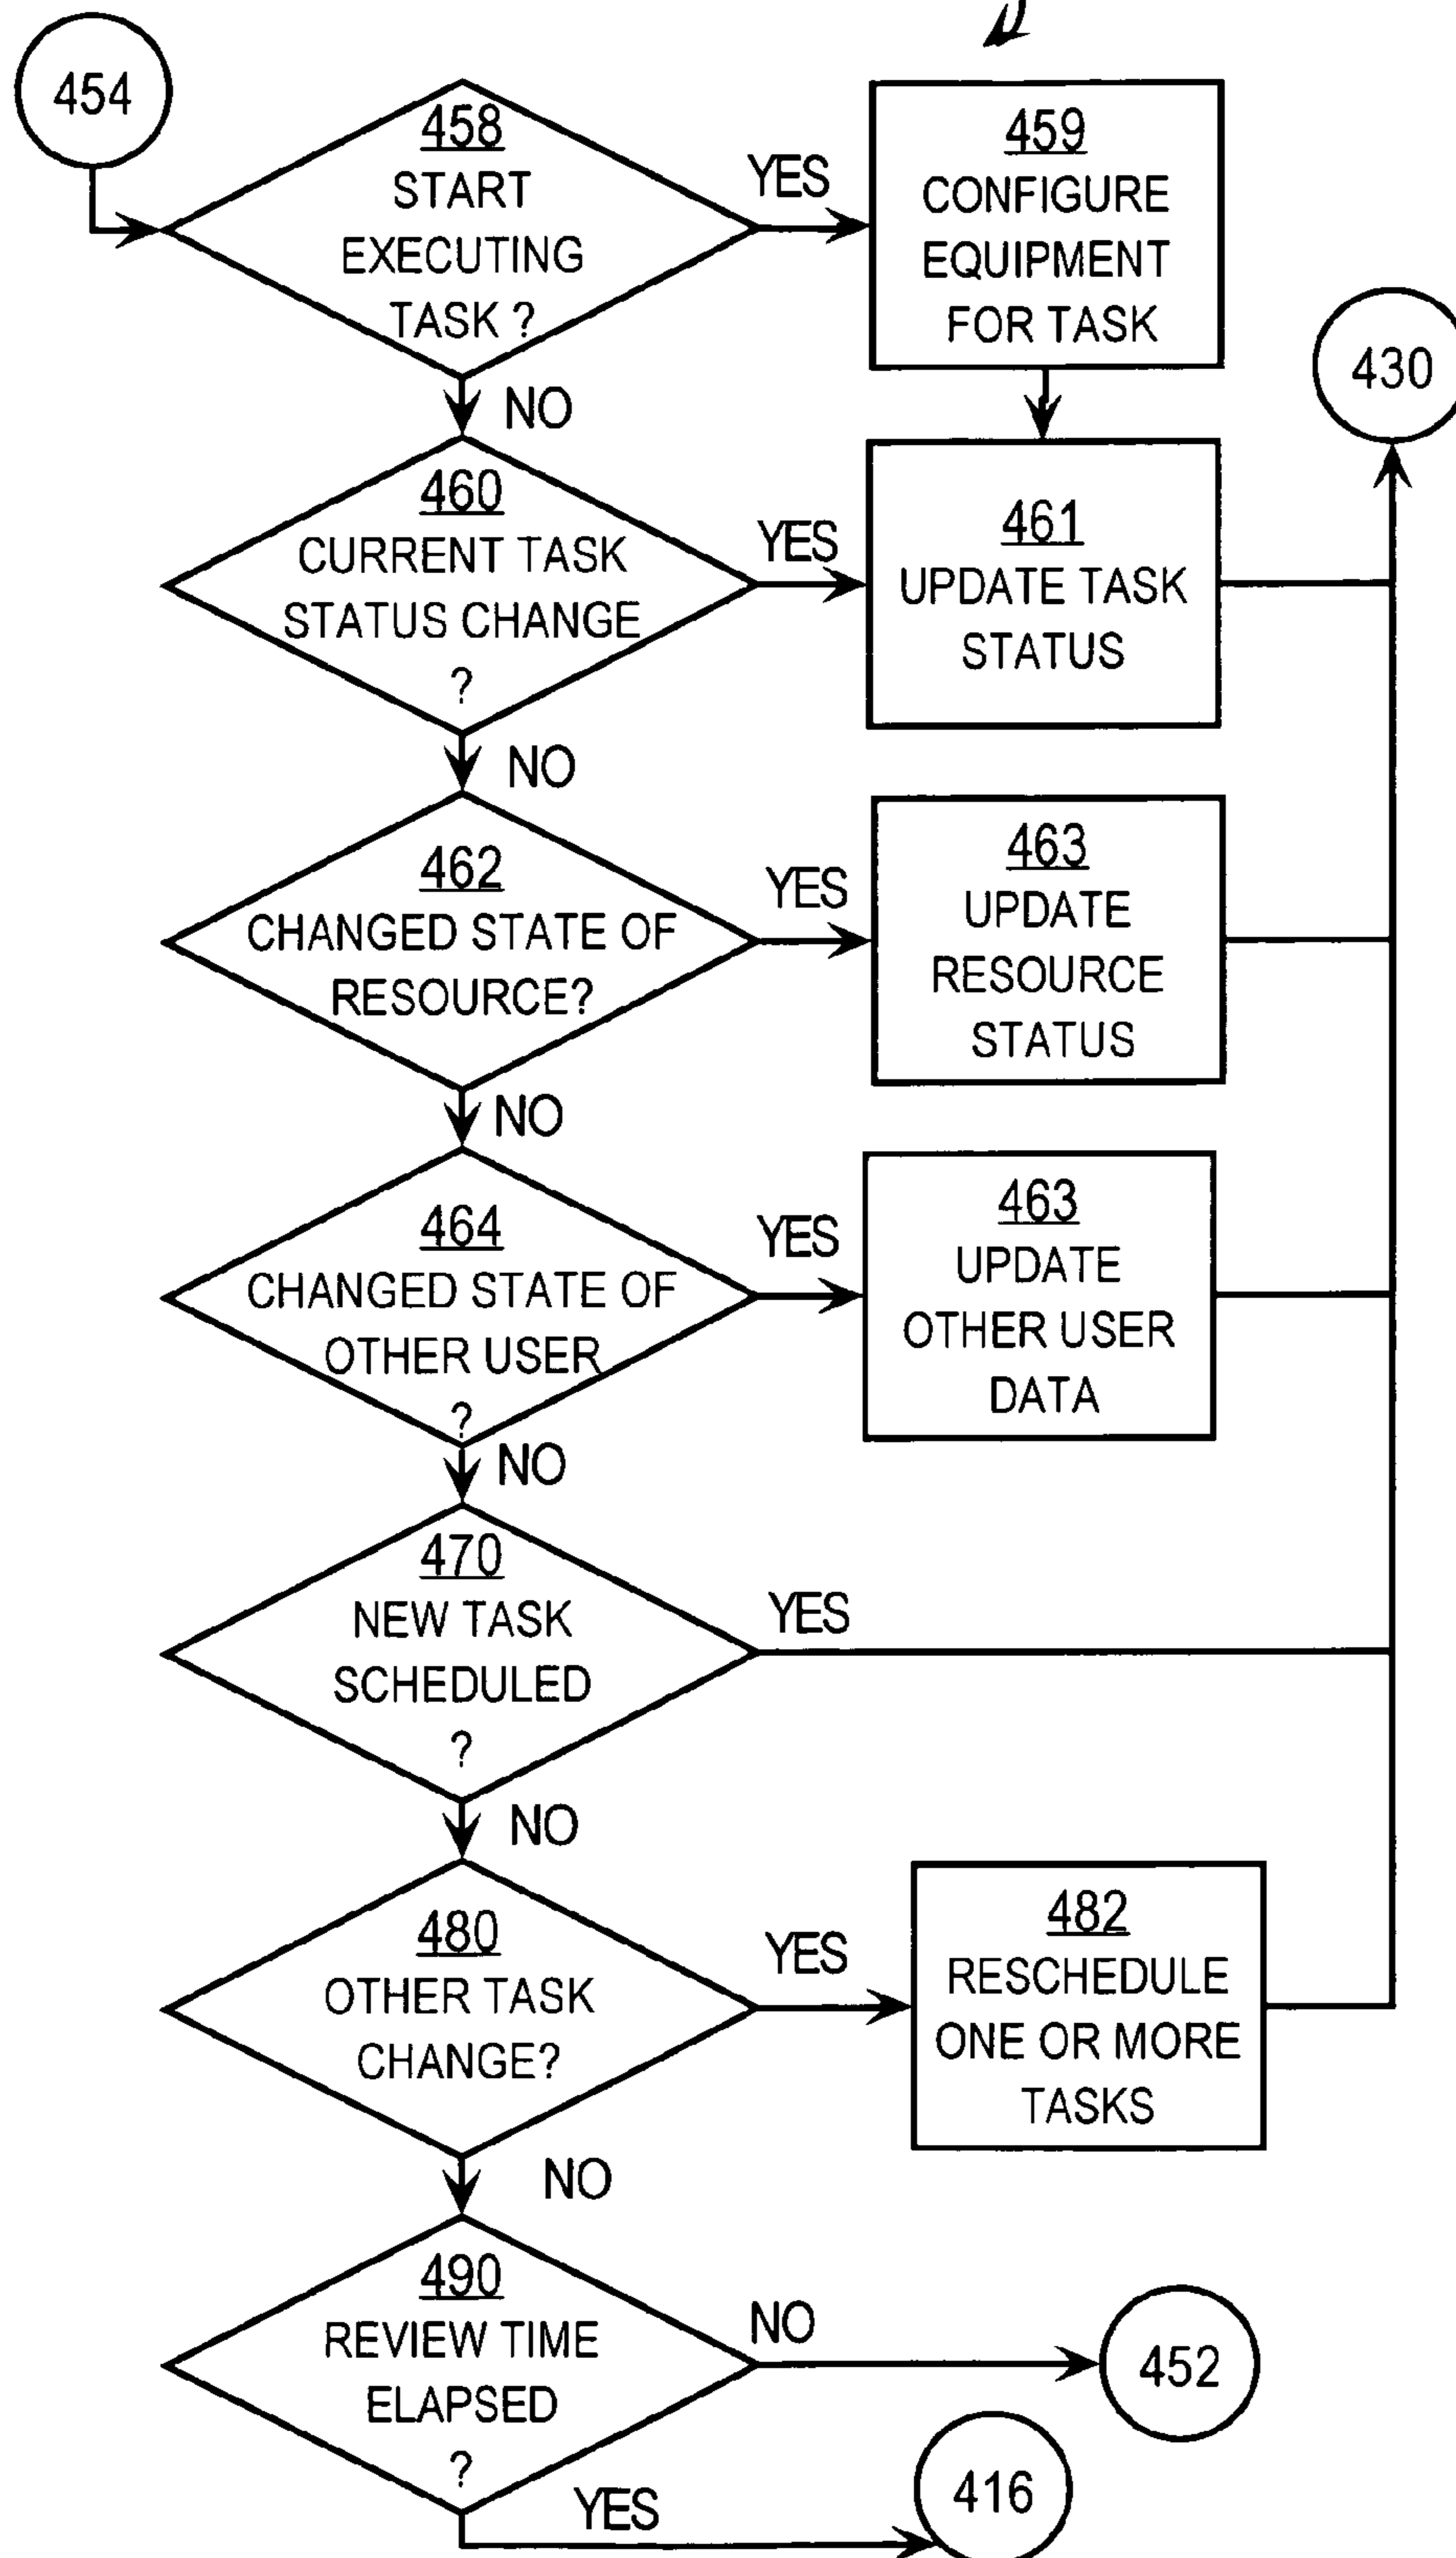 454
458
START
EXECUTING
TASK ?
YES
459
CONFIGURE
EQUIPMENT
FOR TASK
430
NO
460
CURRENT TASK
STATUS CHANGE
?
YES
461
UPDATE TASK
STATUS
NO
462
CHANGED STATE OF
RESOURCE?
YES
463
UPDATE
RESOURCE
STATUS
NO
464
CHANGED STATE OF
OTHER USER
?
YES
463
UPDATE
OTHER USER
DATA
NO
470
NEW TASK
SCHEDULED
?
YES
NO
480
OTHER TASK
CHANGE?
YES
482
RESCHEDULE
ONE OR MORE
TASKS
NO
490
REVIEW TIME
ELAPSED
?
NO
452
YES
416